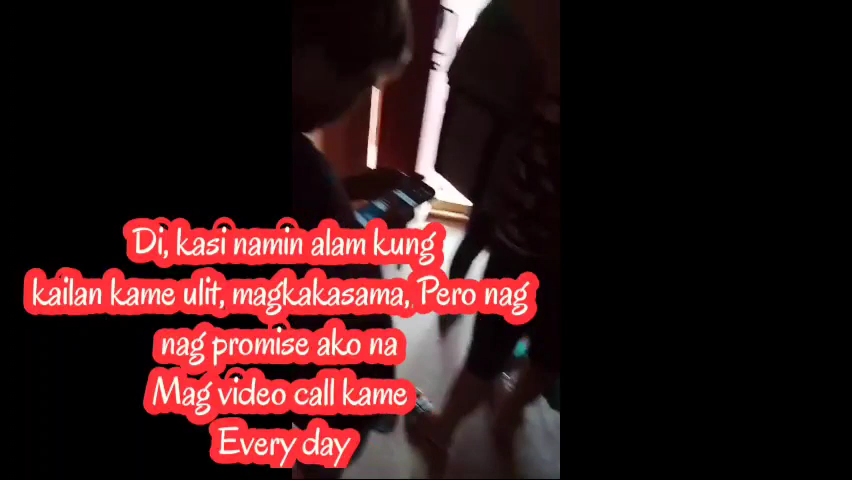 Di, kasi namin alam kung
kailan kame ulit, magkakasama, Pero nag
nag promise ako na
Mag video call kame
Every day